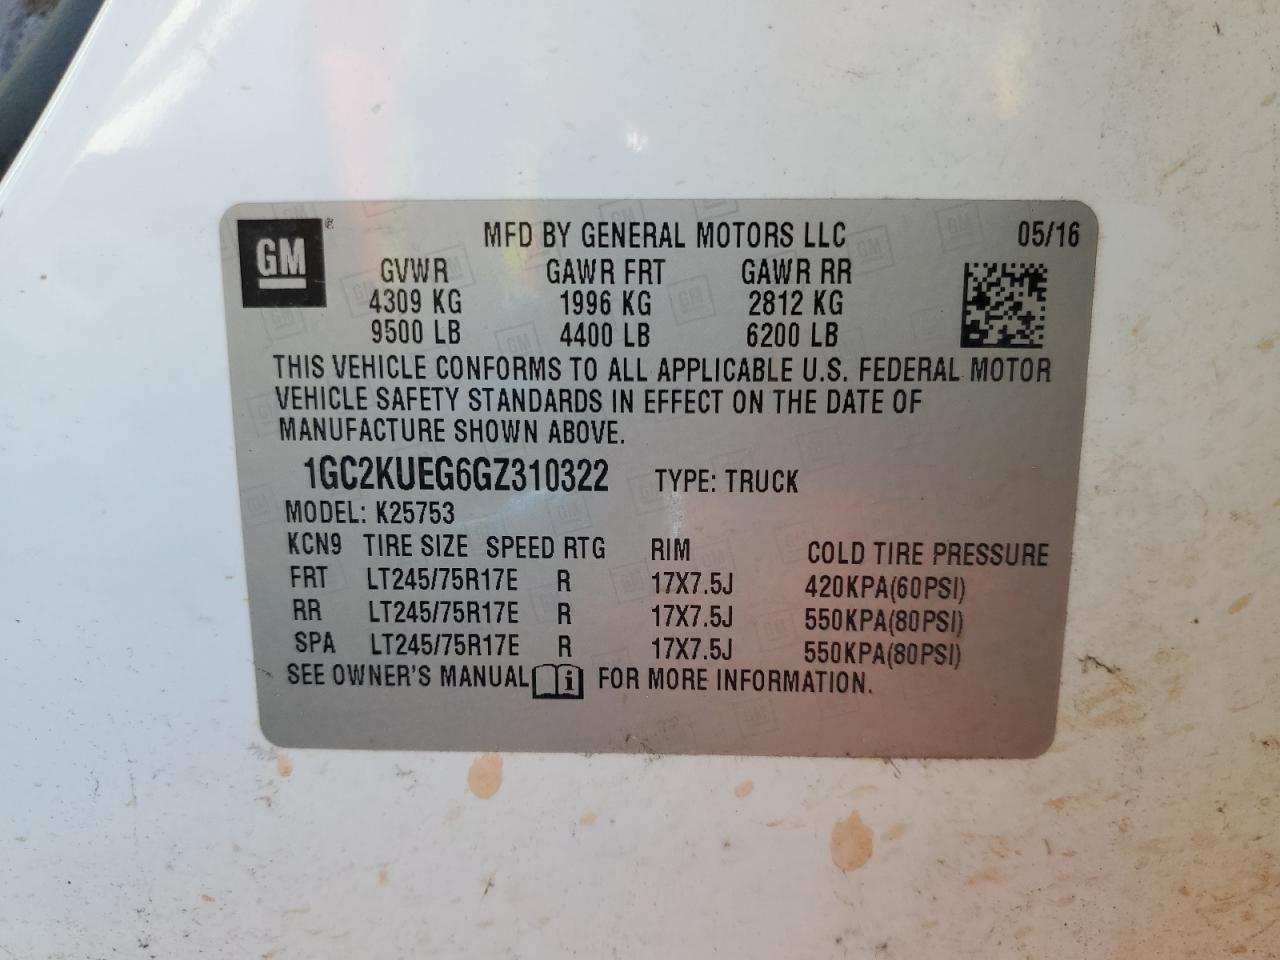 GM ®
MFD BY GENERAL MOTORS LLC 05/16
GVWR GAWR FRT GAWR RR
4309 KG 1996 KG 2812 KG
9500 LB 4400 LB 6200 LB
THIS VEHICLE CONFORMS TO ALL APPLICABLE U.S. FEDERAL MOTOR
VEHICLE SAFETY STANDARDS IN EFFECT ON THE DATE OF
MANUFACTURE SHOWN ABOVE.
1GC2KUEG6GZ310322 TYPE: TRUCK
MODEL: K25753
KCN9 TIRE SIZE SPEED RTG RIM COLD TIRE PRESSURE
FRT LT245/75R17E R 17X7.5J 420KPA(60PSI)
RR LT245/75R17E R 17X7.5J 550KPA(80PSI)
SPA LT245/75R17E R 17X7.5J 550KPA(80PSI)
SEE OWNER'S MANUAL i FOR MORE INFORMATION.